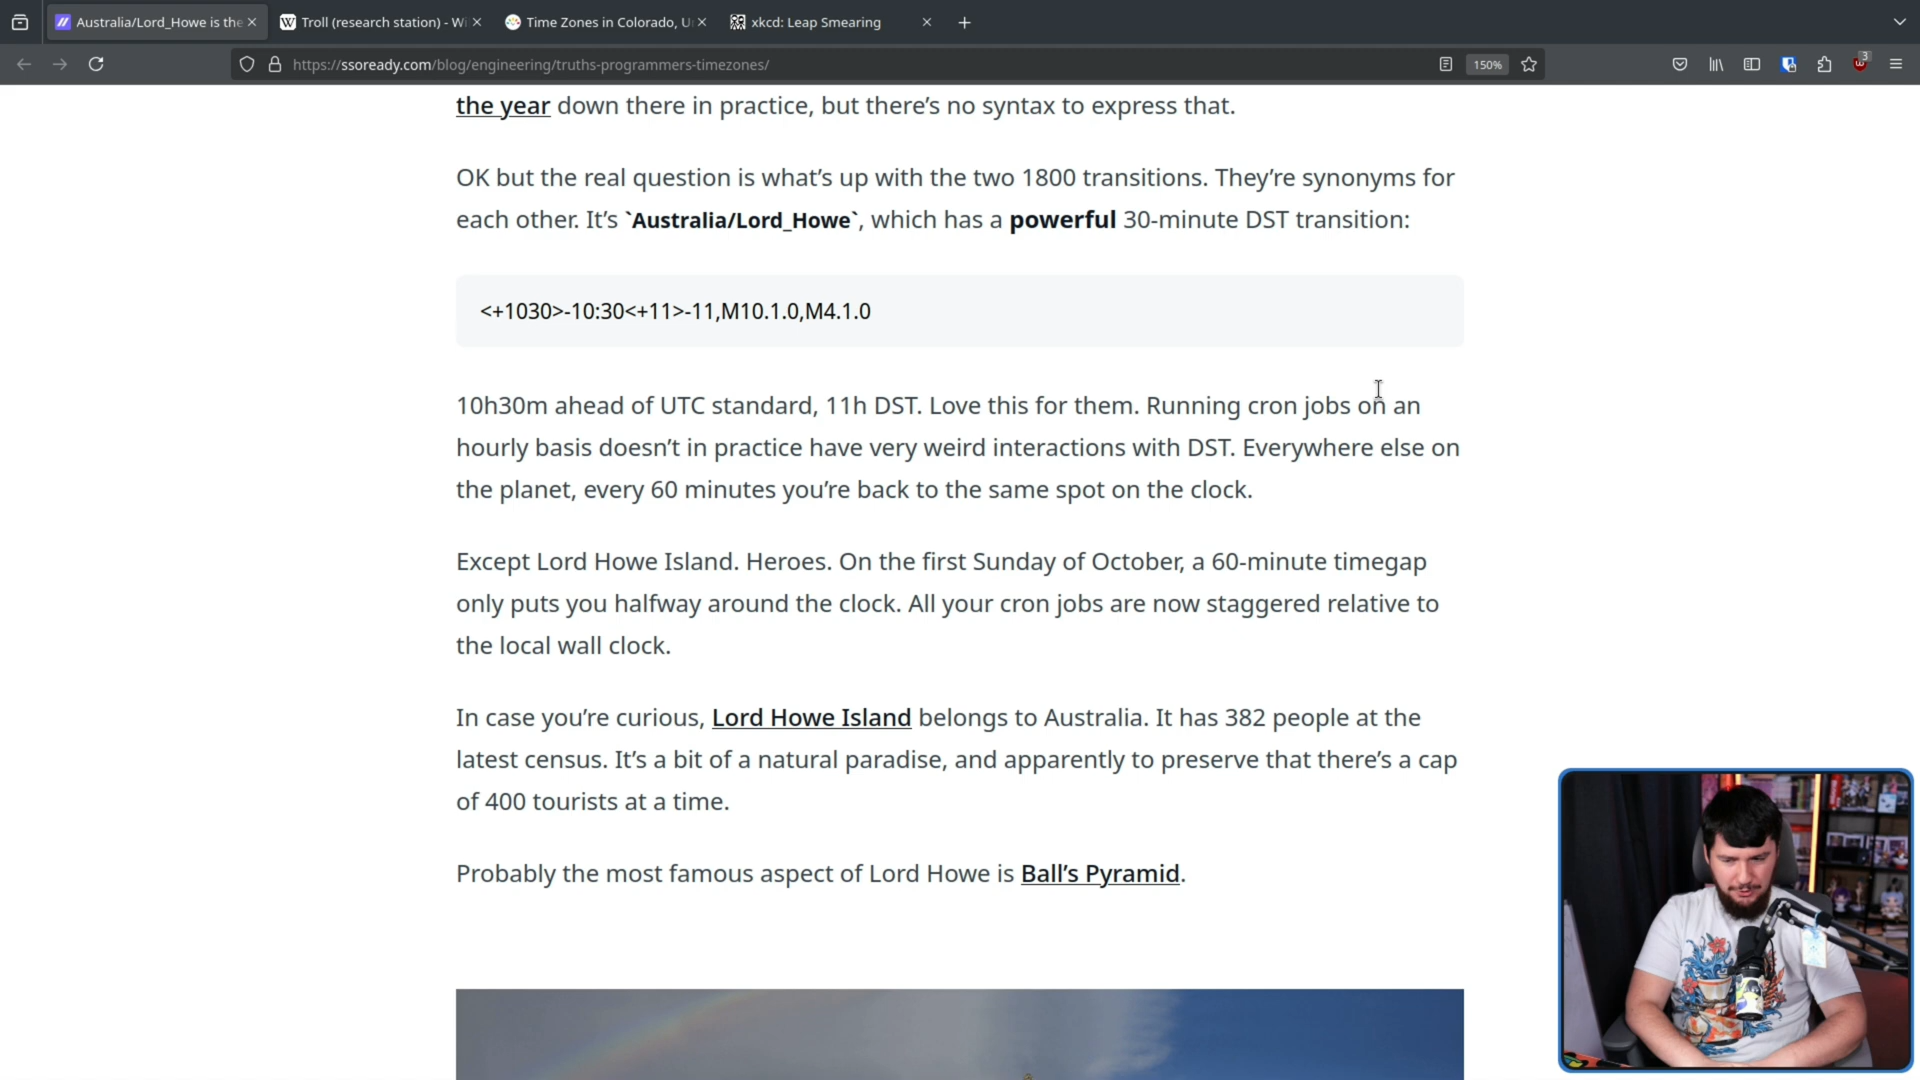 Australia/Lord_Howe is the
Troll (research station) - Wi
Time Zones in Colorado, U
xkcd: Leap Smearing
https://ssoready.com/blog/engineering/truths-programmers-timezones/
150%
3
the year down there in practice, but there’s no syntax to express that.
OK but the real question is what’s up with the two 1800 transitions. They’re synonyms for
each other. It’s `Australia/Lord_Howe`, which has a powerful 30-minute DST transition:
<+1030>-10:30<+11>-11,M10.1.0,M4.1.0
10h30m ahead of UTC standard, 11h DST. Love this for them. Running cron jobs on an
hourly basis doesn’t in practice have very weird interactions with DST. Everywhere else on
the planet, every 60 minutes you’re back to the same spot on the clock.
Except Lord Howe Island. Heroes. On the first Sunday of October, a 60-minute timegap
only puts you halfway around the clock. All your cron jobs are now staggered relative to
the local wall clock.
In case you’re curious, Lord Howe Island belongs to Australia. It has 382 people at the
latest census. It’s a bit of a natural paradise, and apparently to preserve that there’s a cap
of 400 tourists at a time.
Probably the most famous aspect of Lord Howe is Ball’s Pyramid.